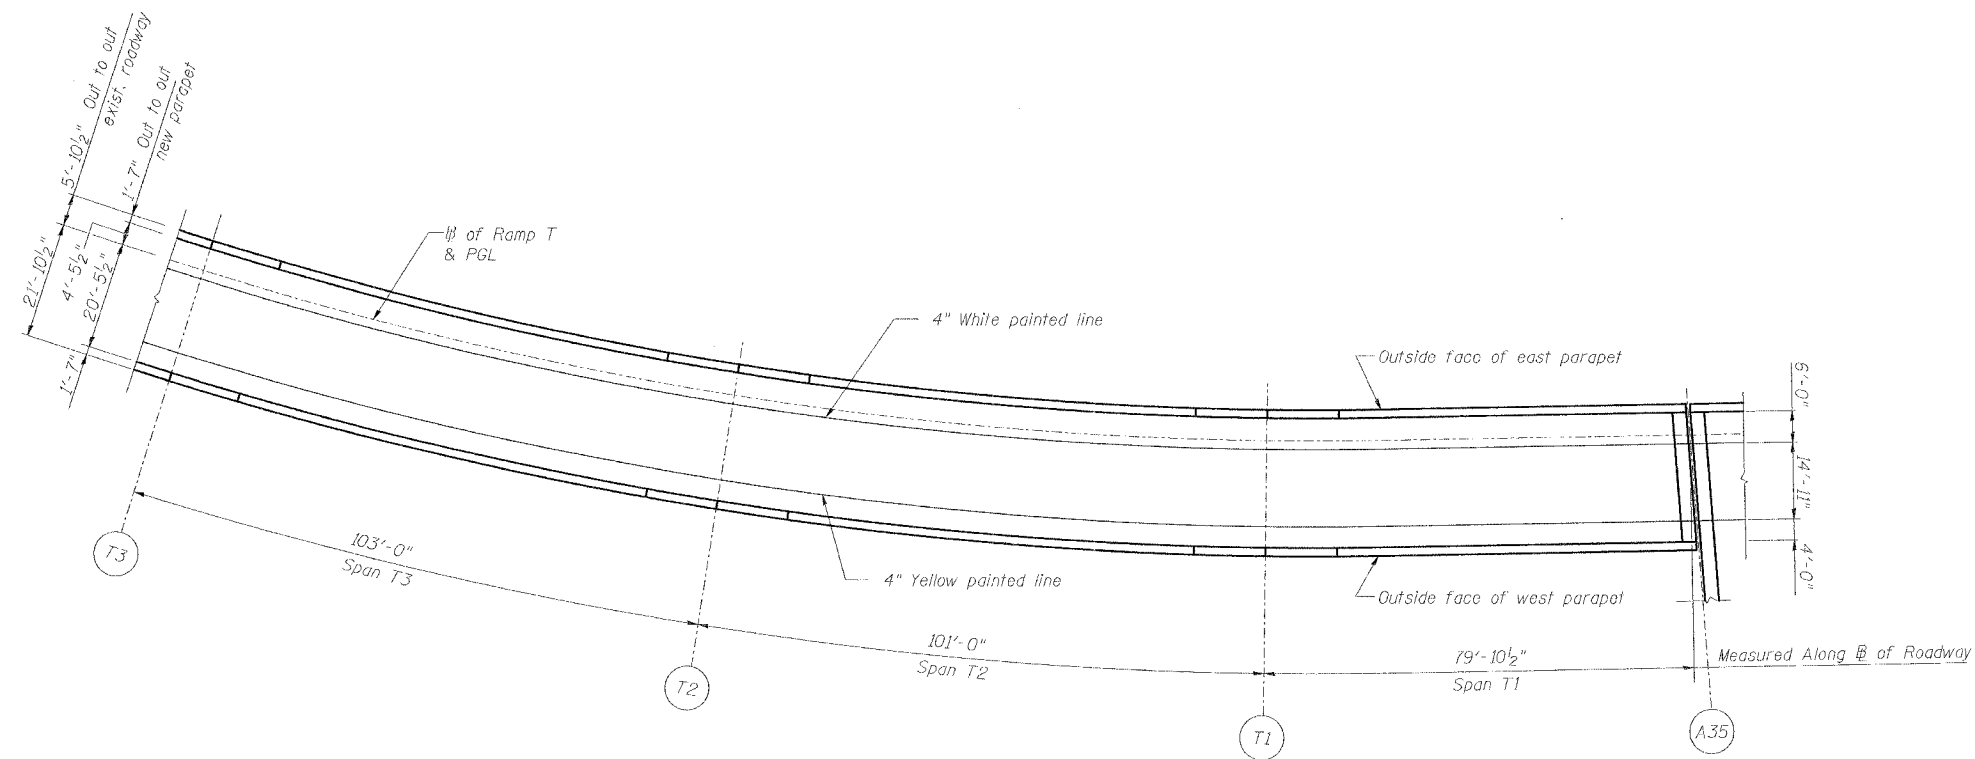 5'-10½" Out to out
exist. roadway
1'-7" Out to out
new parapet
21'-10½"
4'-5½"
20'-5½"
1'-7"
℄ of Ramp T
& PGL
4" White painted line
Outside face of east parapet
6'-0"
14'-11"
4'-0"
4" Yellow painted line
Outside face of west parapet
103'-0"
Span T3
101'-0"
Span T2
79'-10½"
Span T1
Measured Along ℄ of Roadway
T3
T2
T1
A35